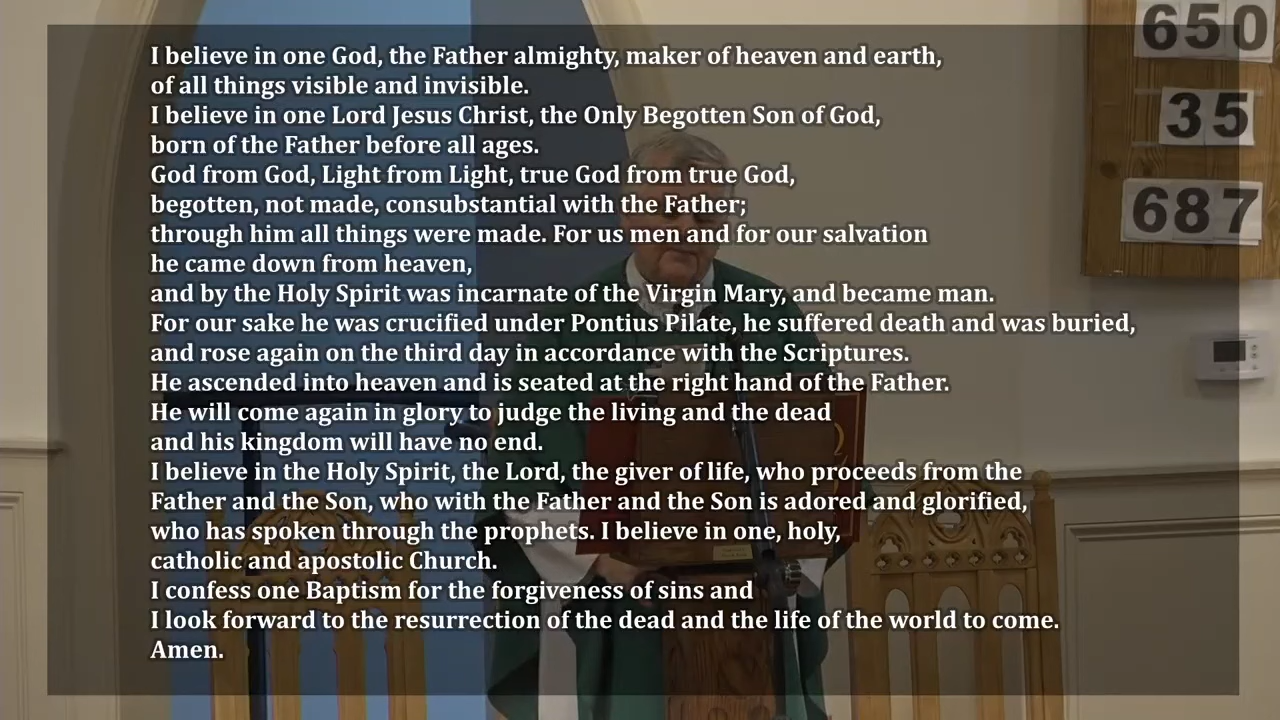 I believe in one God, the Father almighty, maker of heaven and earth,
of all things visible and invisible.
I believe in one Lord Jesus Christ, the Only Begotten Son of God,
born of the Father before all ages.
God from God, Light from Light, true God from true God,
begotten, not made, consubstantial with the Father;
through him all things were made. For us men and for our salvation
he came down from heaven,
and by the Holy Spirit was incarnate of the Virgin Mary, and became man.
For our sake he was crucified under Pontius Pilate, he suffered death and was buried,
and rose again on the third day in accordance with the Scriptures.
He ascended into heaven and is seated at the right hand of the Father.
He will come again in glory to judge the living and the dead
and his kingdom will have no end.
I believe in the Holy Spirit, the Lord, the giver of life, who proceeds from the
Father and the Son, who with the Father and the Son is adored and glorified,
who has spoken through the prophets. I believe in one, holy,
catholic and apostolic Church.
I confess one Baptism for the forgiveness of sins and
I look forward to the resurrection of the dead and the life of the world to come.
Amen.
650
35
687